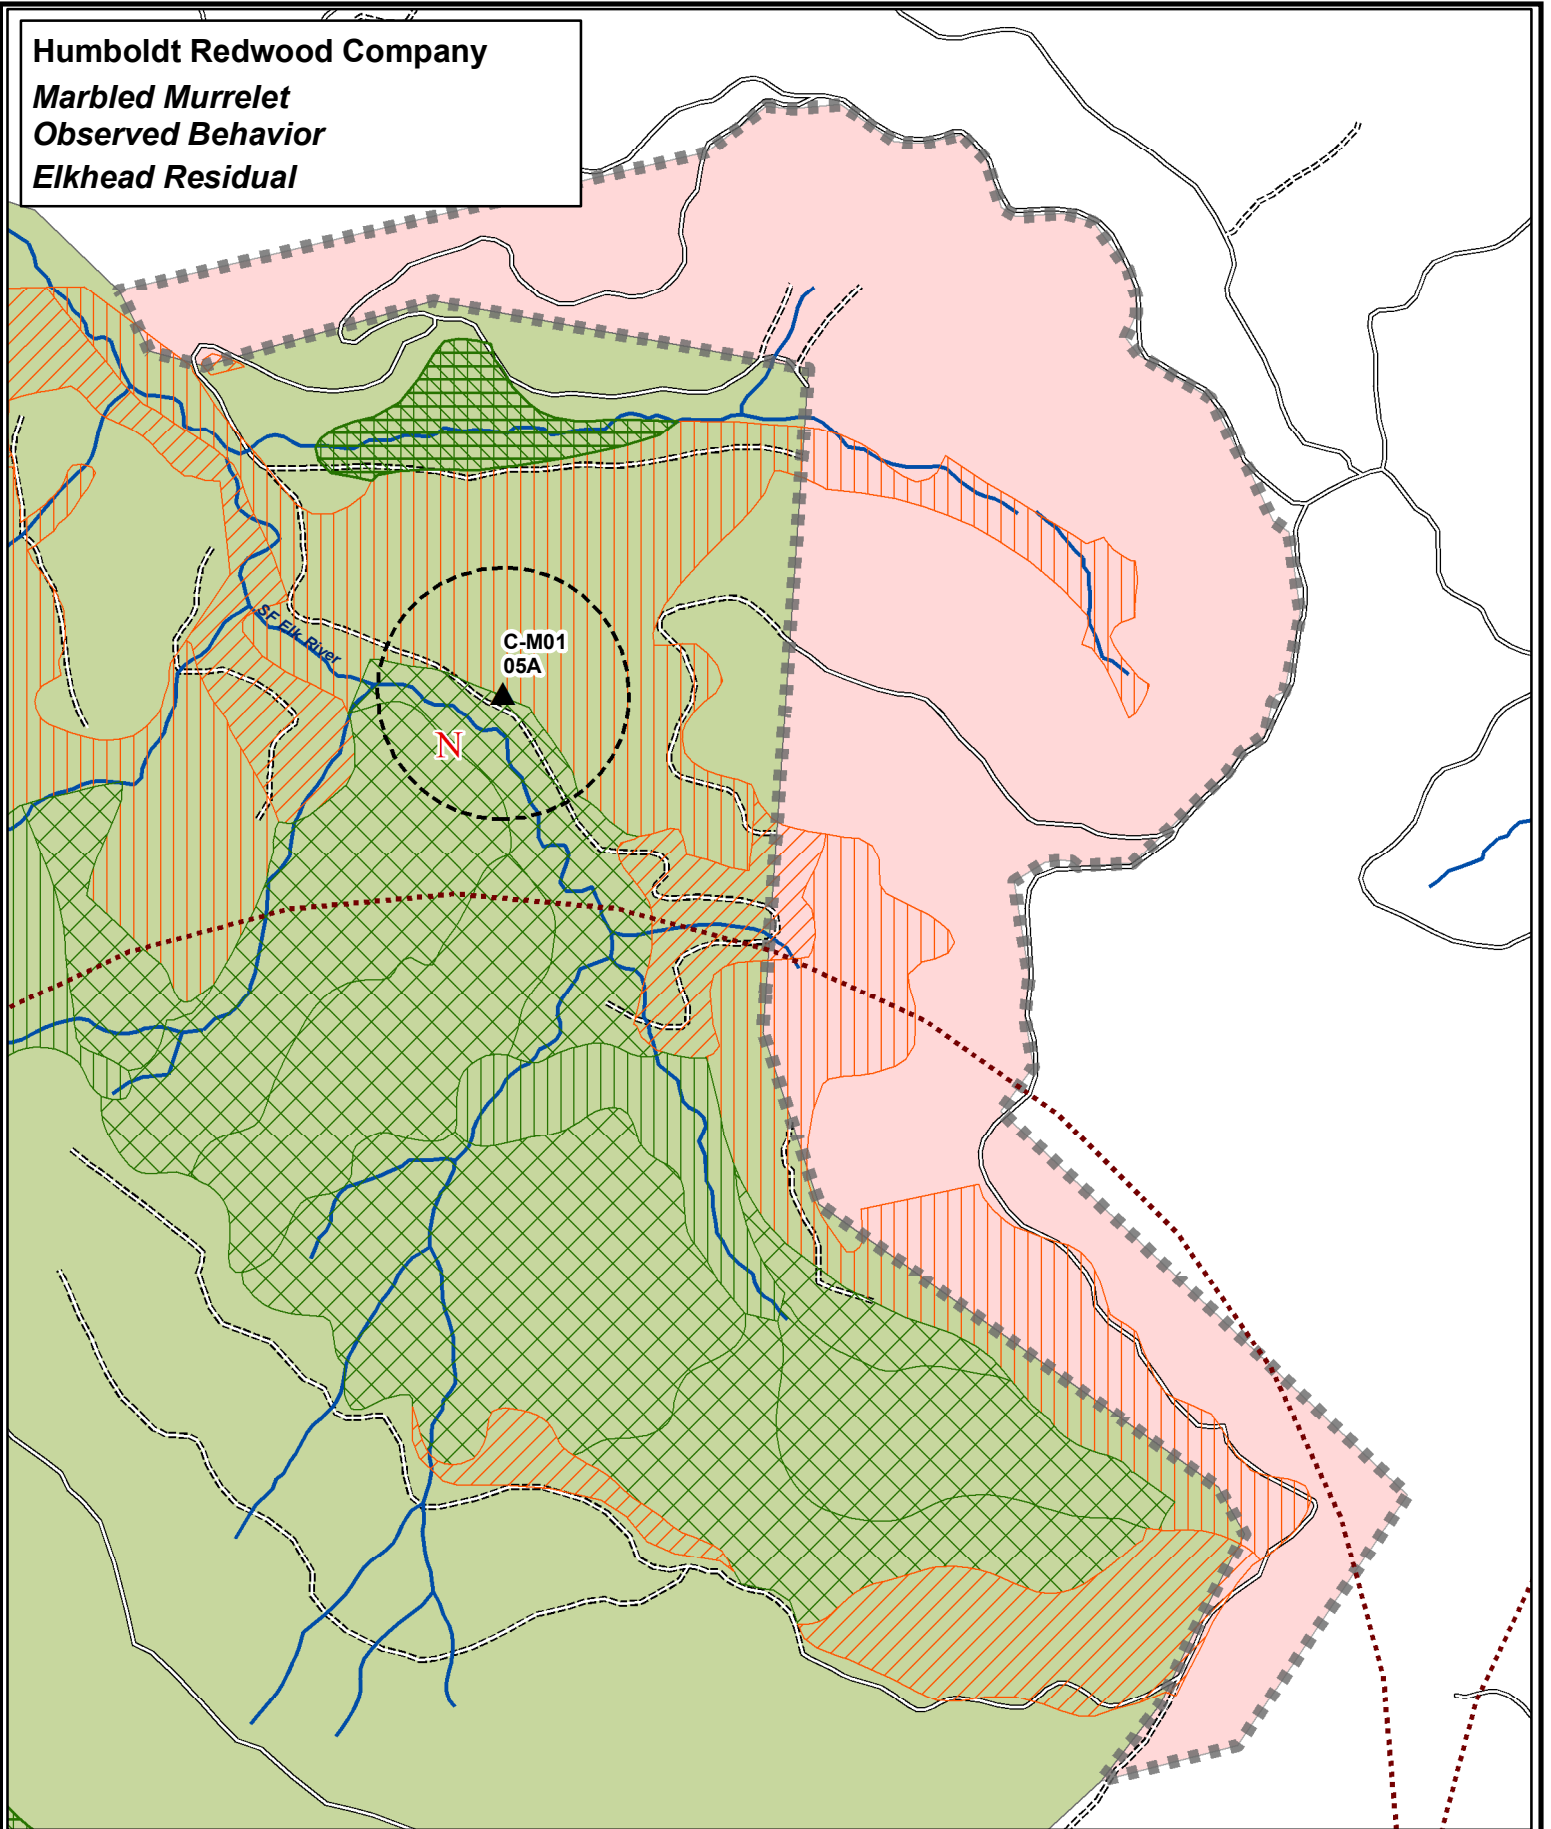 Humboldt Redwood Company
Marbled Murrelet
Observed Behavior
Elkhead Residual
SF Elk River
C-M01
05A
N